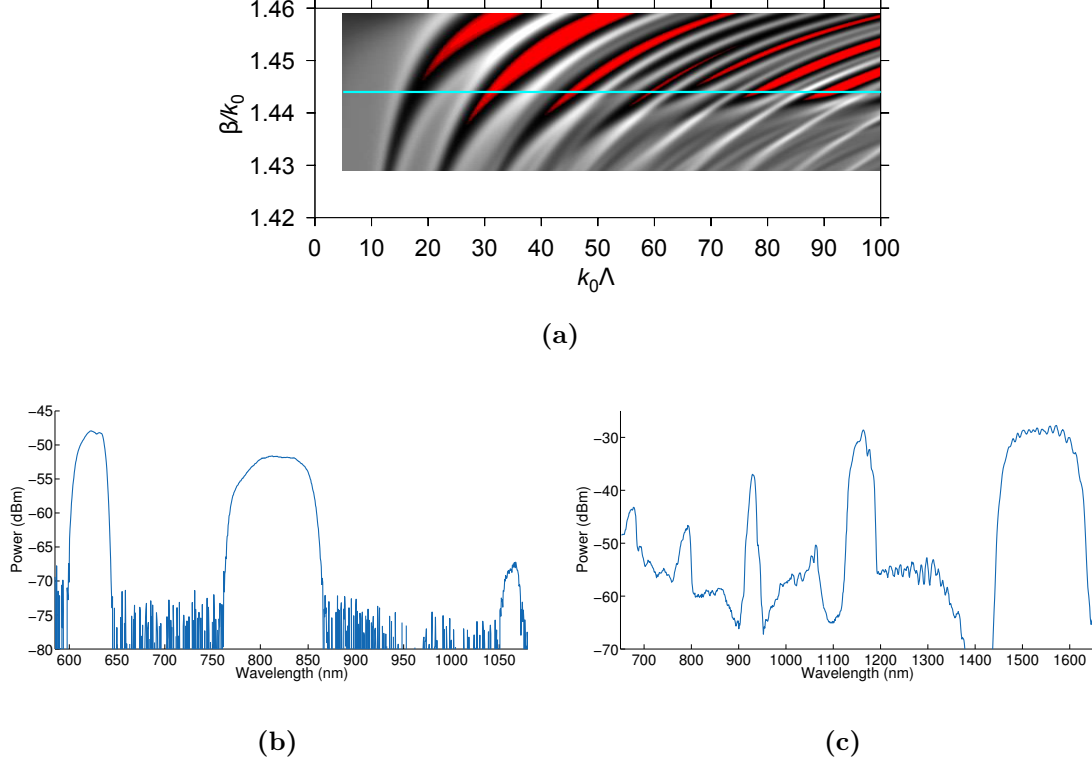 1.46
1.45
1.44
1.43
1.42
β/k0
0 10 20 30 40 50 60 70 80 90 100
k0Λ
(a)
−45
−50
−55
−60
−65
−70
−75
−80
Power (dBm)
600 650 700 750 800 850 900 950 1000 1050
Wavelength (nm)
(b)
−30
−40
−50
−60
−70
Power (dBm)
700 800 900 1000 1100 1200 1300 1400 1500 1600
Wavelength (nm)
(c)